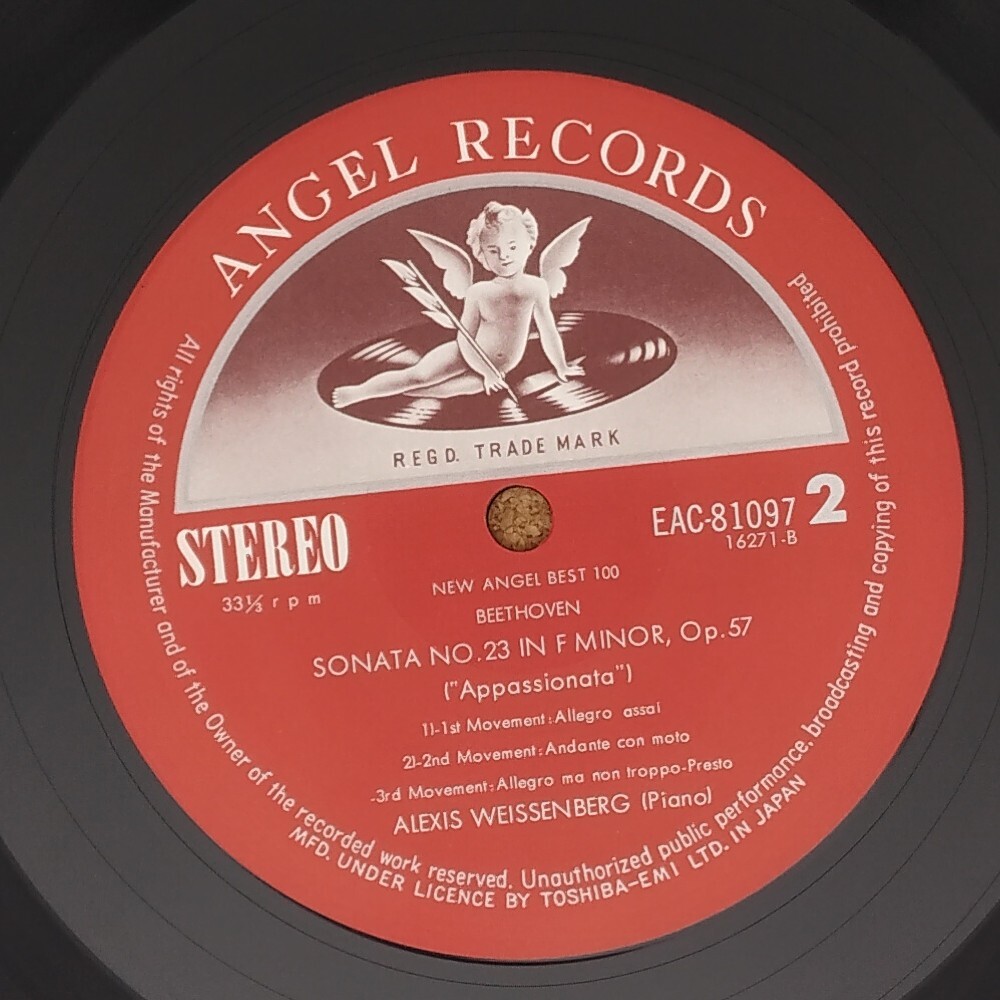 ANGEL RECORDS
REGD. TRADE MARK
STEREO
33⅓ rpm
EAC-81097 2
16271-B
NEW ANGEL BEST 100
BEETHOVEN
SONATA NO.23 IN F MINOR, Op.57
("Appassionata")
1)-1st Movement:Allegro assai
2)-2nd Movement:Andante con moto
-3rd Movement:Allegro ma non troppo-Presto
ALEXIS WEISSENBERG (Piano)
All rights of the Manufacturer and of the Owner of the recorded work reserved. Unauthorized public performance, broadcasting and copying of this record prohibited
MFD. UNDER LICENCE BY TOSHIBA-EMI LTD. IN JAPAN